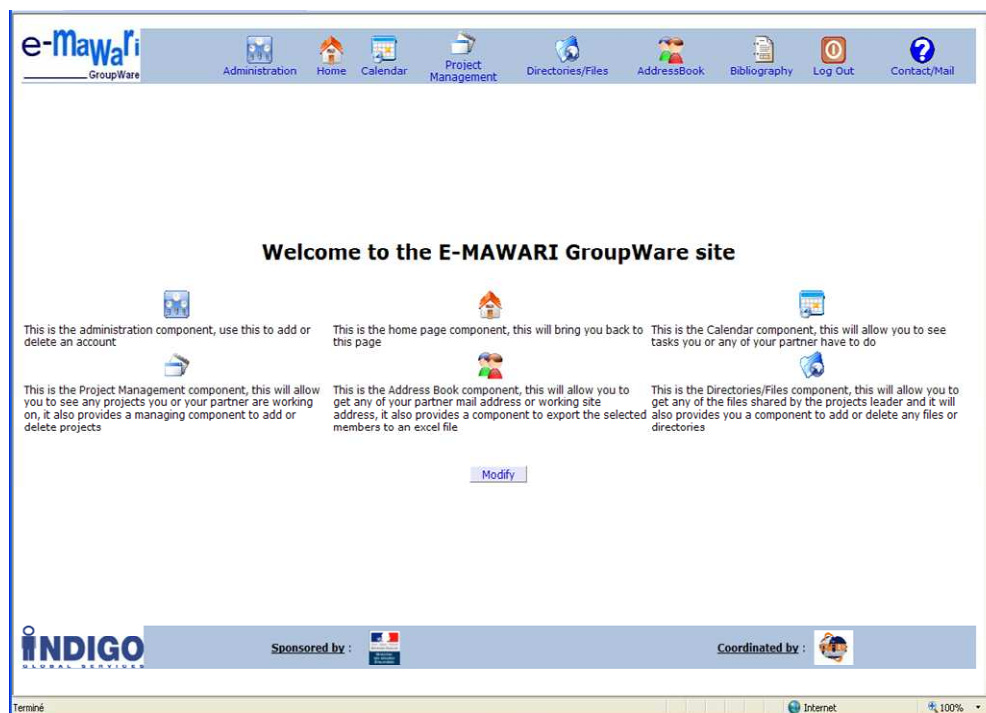 e-Mawari
GroupWare
Administration
Home
Calendar
Project
Management
Directories/Files
AddressBook
Bibliography
Log Out
Contact/Mail
Welcome to the E-MAWARI GroupWare site
This is the administration component, use this to add or
delete an account
This is the home page component, this will bring you back to
this page
This is the Calendar component, this will allow you to see
tasks you or any of your partner have to do
This is the Project Management component, this will allow
you to see any projects you or your partner are working
on, it also provides a managing component to add or
delete projects
This is the Address Book component, this will allow you to
get any of your partner mail address or working site
address, it also provides a component to export the selected
members to an excel file
This is the Directories/Files component, this will allow you to
get any of the files shared by the projects leader and it will
also provides you a component to add or delete any files or
directories
Modify
INDIGO
GLOBAL SERVICES
Sponsored by :
Coordinated by :
Terminé
Internet
100%